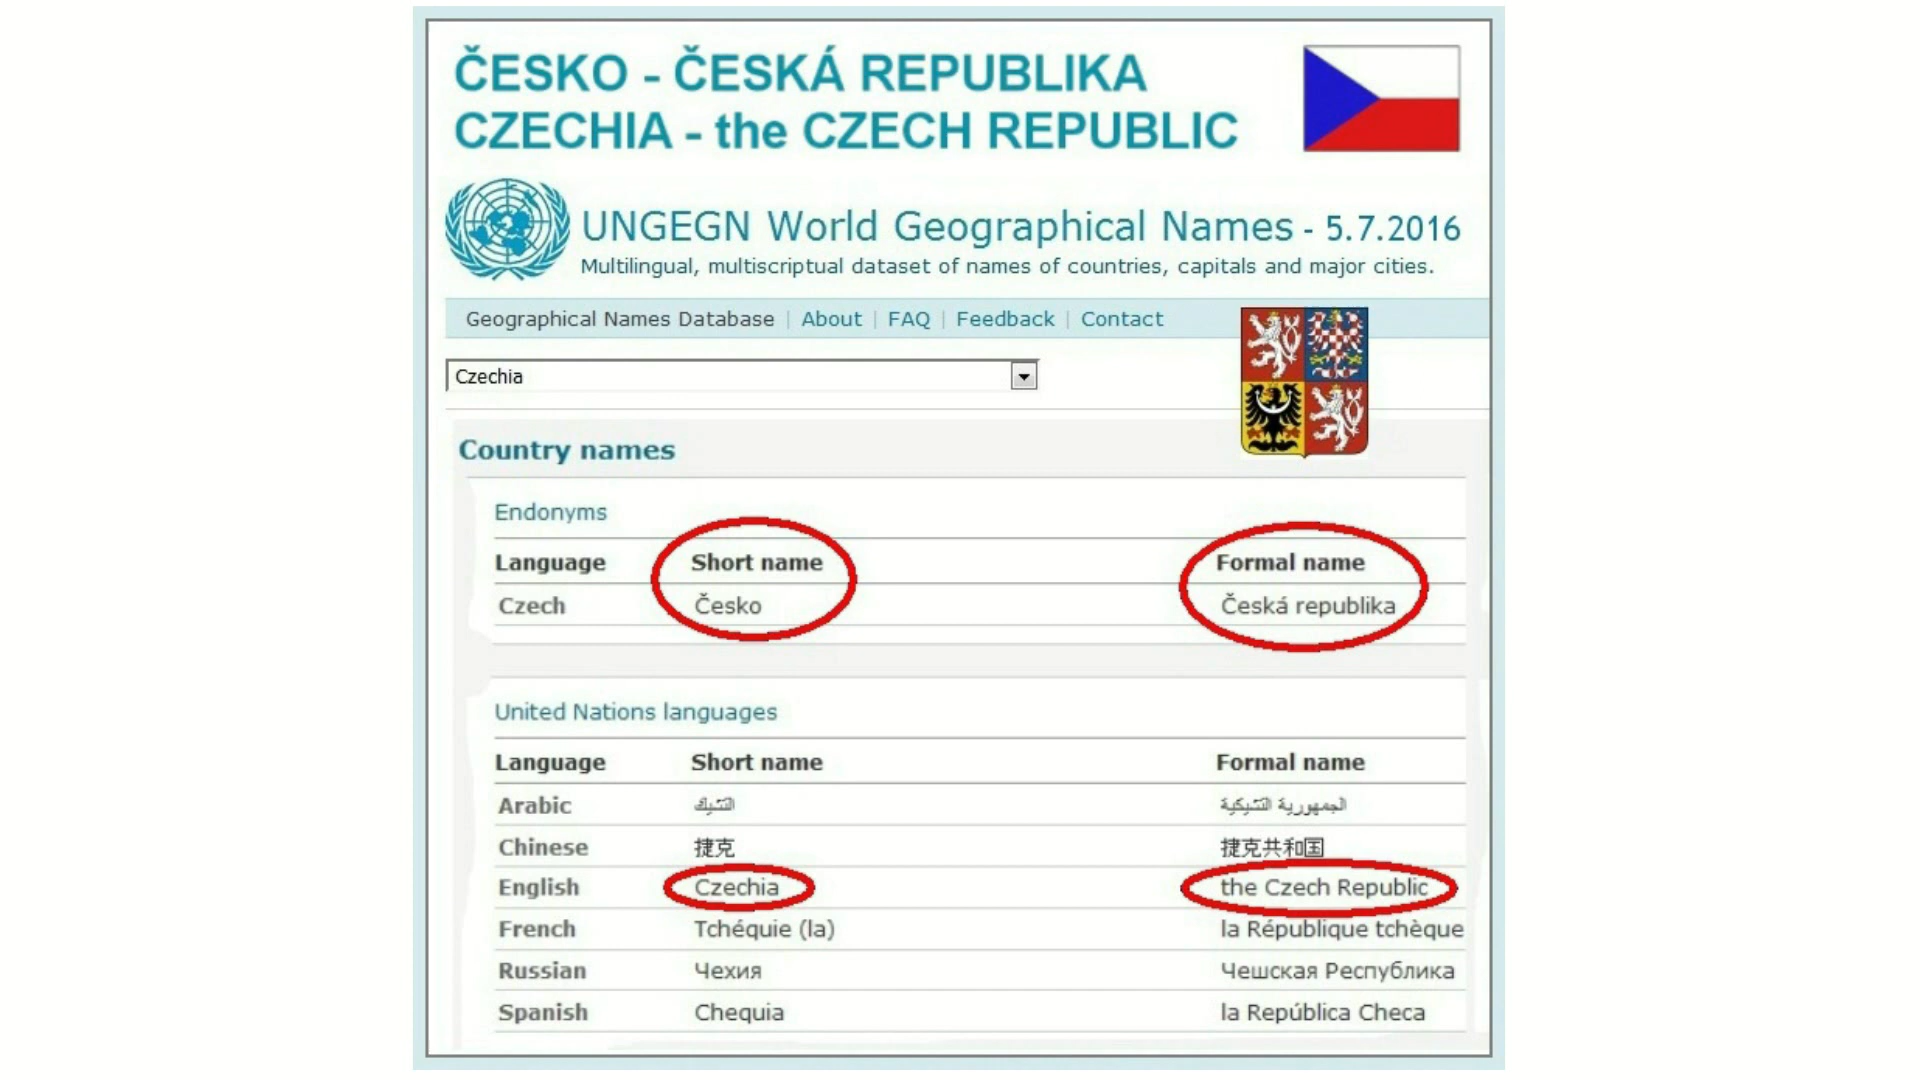 ČESKO - ČESKÁ REPUBLIKA
CZECHIA - the CZECH REPUBLIC
UNGEGN World Geographical Names - 5.7.2016
Multilingual, multiscriptual dataset of names of countries, capitals and major cities.
Geographical Names Database | About | FAQ | Feedback | Contact
Czechia
Country names
Endonyms
Language Short name Formal name
Czech Česko Česká republika
United Nations languages
Language Short name Formal name
Arabic التشيك الجمهورية التشيكية
Chinese 捷克 捷克共和国
English Czechia the Czech Republic
French Tchéquie (la) la République tchèque
Russian Чехия Чешская Республика
Spanish Chequia la República Checa